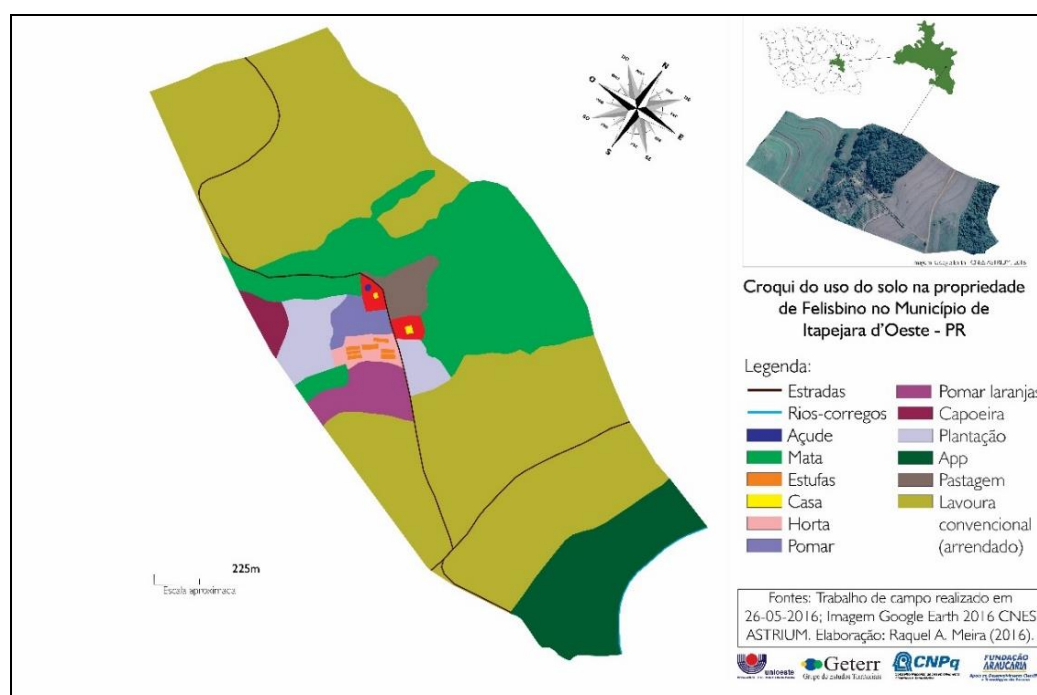 N
O
E
S
Croqui do uso do solo na propriedade
de Felisbino no Município de
Itapejara d'Oeste - PR
Legenda:
Estradas
Rios-corregos
Açude
Mata
Estufas
Casa
Horta
Pomar
Pomar laranjas
Capoeira
Plantação
App
Pastagem
Lavoura
convencional
(arrendado)
225m
Escala aproximada
Fontes: Trabalho de campo realizado em
26-05-2016; Imagem Google Earth 2016 CNES
ASTRIUM. Elaboração: Raquel A. Meira (2016).
unioeste
Geterr
Grupo de estudos Territoriais
CNPq
FUNDAÇÃO
ARAUCÁRIA